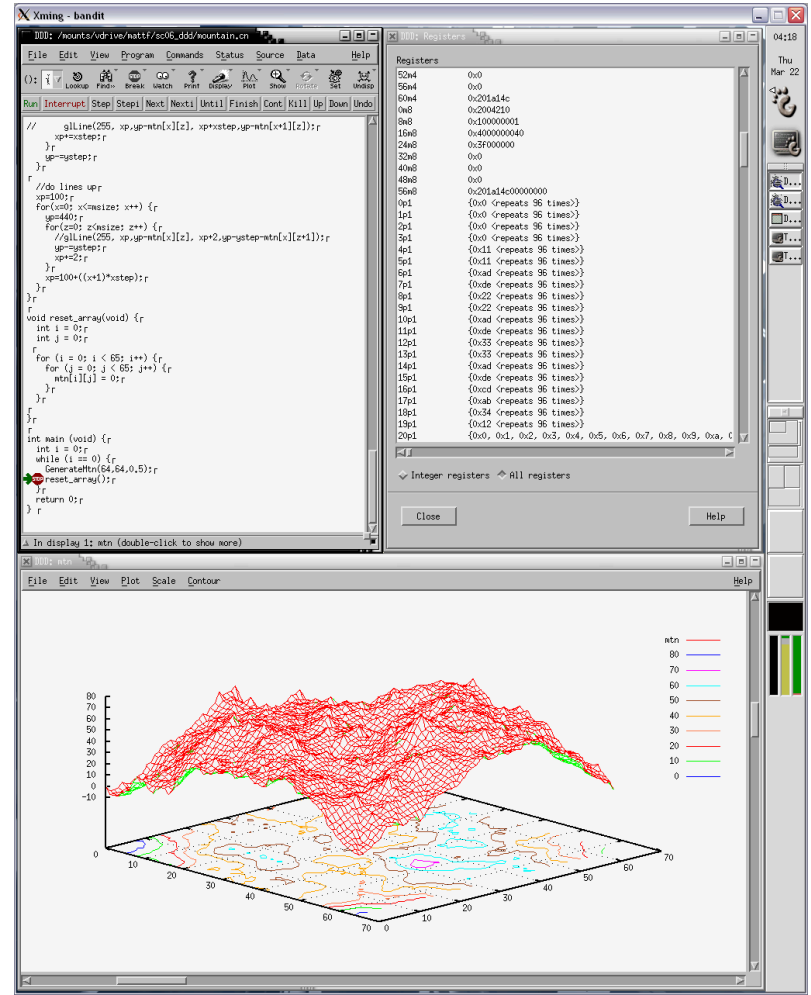 Xming - bandit
DDD: /mounts/vdrive/mattf/sc06_ddd/mountain.cn
File Edit View Program Commands Status Source Data Help
():
Lookup Find» Break Watch Print Display Plot Show Rotate Set Undisp
Run Interrupt Step Stepi Next Nexti Until Finish Cont Kill Up Down Undo
// glLine(255, xp,yp-mtn[x][z], xp+xstep,yp-mtn[x+1][z]);┌
xp+=xstep;┌
}┌
yp-=ystep;┌
}┌
┌
//do lines up┌
xp=100;┌
for(x=0; x<=msize; x++) {┌
yp=440;┌
for(z=0; z<msize; z++) {┌
//glLine(255, xp,yp-mtn[x][z], xp+2,yp-ystep-mtn[x][z+1]);┌
yp-=ystep;┌
xp+=2;┌
}┌
xp=100+((x+1)*xstep);┌
}┌
}┌
┌
void reset_array(void) {┌
int i = 0;┌
int j = 0;┌
┌
for (i = 0; i < 65; i++) {┌
for (j = 0; j < 65; j++) {┌
mtn[i][j] = 0;┌
}┌
}┌
┌
}┌
┌
int main (void) {┌
int i = 0;┌
while (i == 0) {┌
GenerateMtn(64,64,0.5);┌
STOP reset_array();┌
}┌
return 0;┌
} ┌
In display 1: mtn (double-click to show more)
DDD: Registers
Registers
52m4 0x0
56m4 0x0
60m4 0x201a14c
0m8 0x2004210
8m8 0x100000001
16m8 0x4000000040
24m8 0x3f000000
32m8 0x0
40m8 0x0
48m8 0x0
56m8 0x201a14c00000000
0p1 {0x0 <repeats 96 times>}
1p1 {0x0 <repeats 96 times>}
2p1 {0x0 <repeats 96 times>}
3p1 {0x0 <repeats 96 times>}
4p1 {0x11 <repeats 96 times>}
5p1 {0x11 <repeats 96 times>}
6p1 {0xad <repeats 96 times>}
7p1 {0xde <repeats 96 times>}
8p1 {0x22 <repeats 96 times>}
9p1 {0x22 <repeats 96 times>}
10p1 {0xad <repeats 96 times>}
11p1 {0xde <repeats 96 times>}
12p1 {0x33 <repeats 96 times>}
13p1 {0x33 <repeats 96 times>}
14p1 {0xad <repeats 96 times>}
15p1 {0xde <repeats 96 times>}
16p1 {0xcd <repeats 96 times>}
17p1 {0xab <repeats 96 times>}
18p1 {0x34 <repeats 96 times>}
19p1 {0x12 <repeats 96 times>}
20p1 {0x0, 0x1, 0x2, 0x3, 0x4, 0x5, 0x6, 0x7, 0x8, 0x9, 0xa,
Integer registers All registers
Close Help
04:18
Thu
Mar 22
D...
D...
D...
T...
T...
DDD: mtn
File Edit View Plot Scale Contour Help
mtn
80
70
60
50
40
30
20
10
0
80
70
60
50
40
30
20
10
0
-10
0
10
20
30
40
50
60
70
0
10
20
30
40
50
60
70